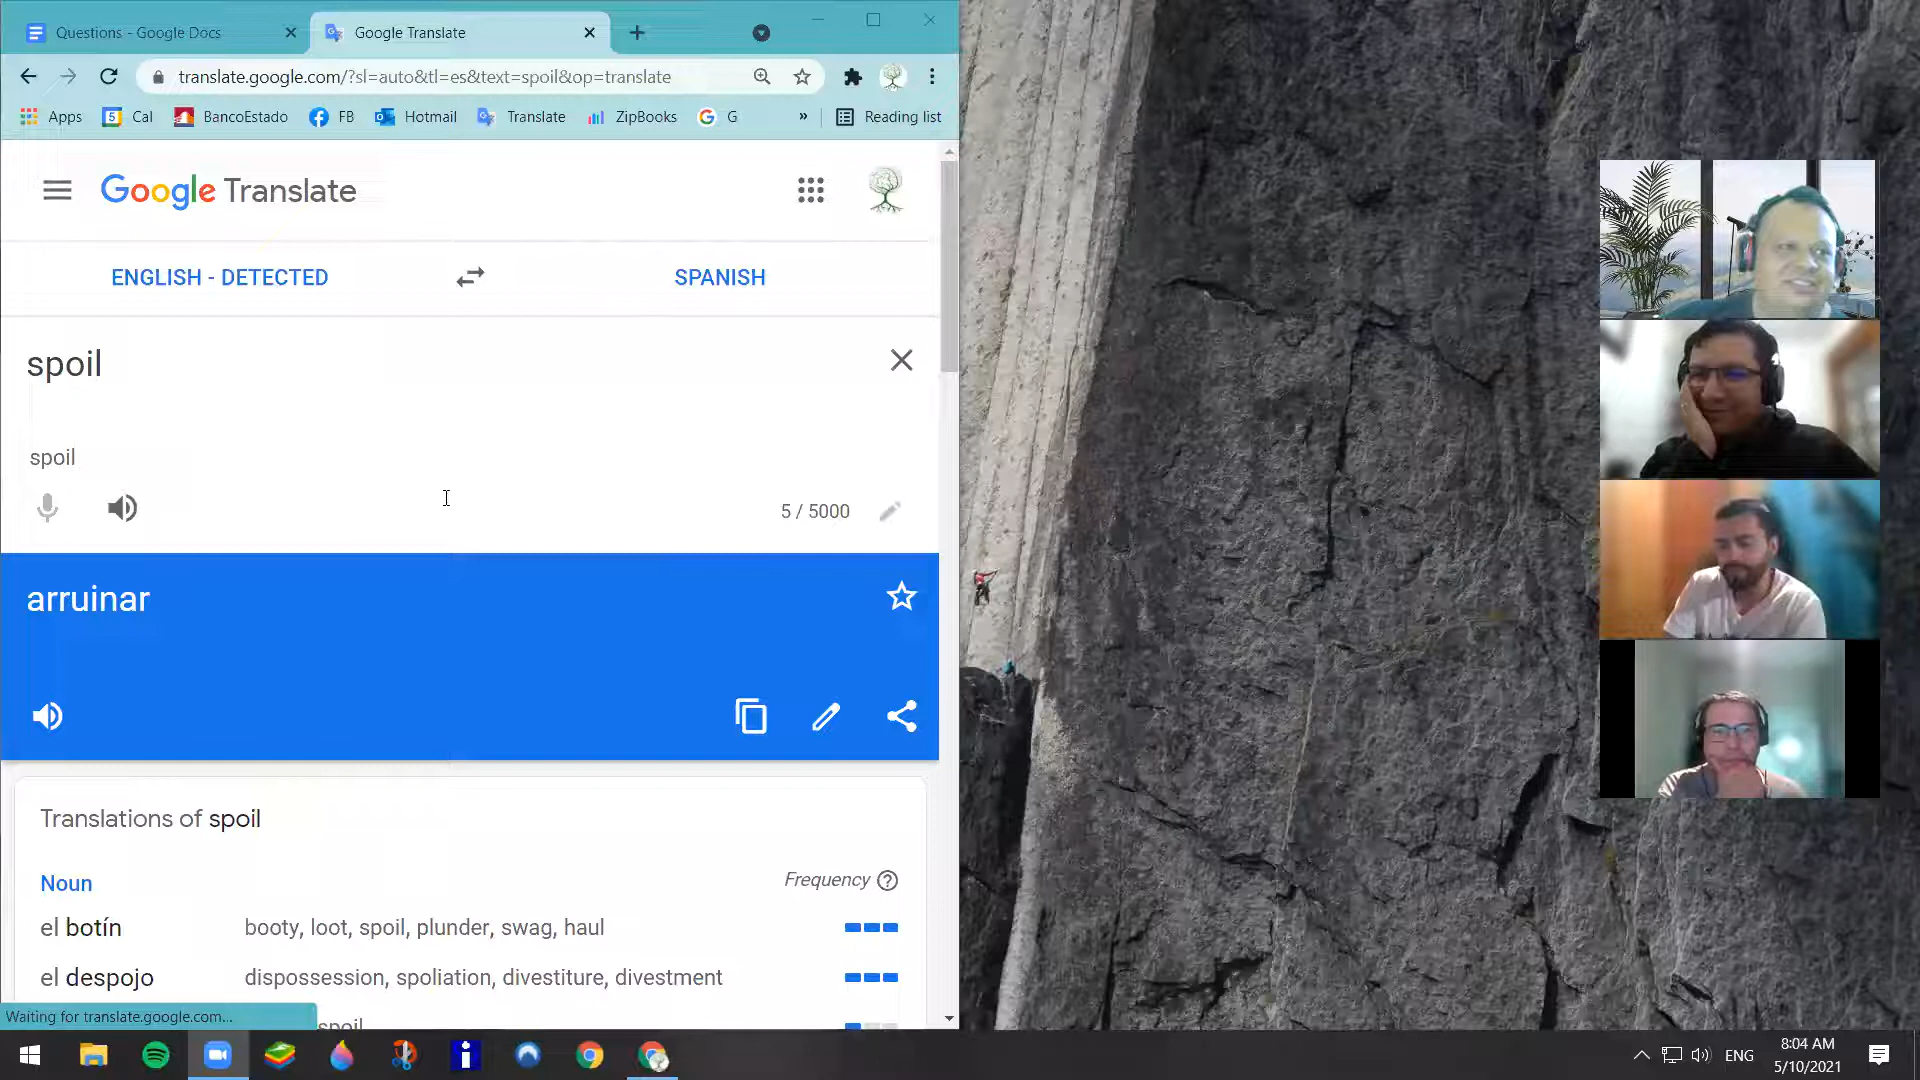 Questions - Google Docs
Google Translate
translate.google.com/?sl=auto&tl=es&text=spoil&op=translate
Apps
5
Cal
BancoEstado
FB
Hotmail
Translate
ZipBooks
G
»
Reading list
Google Translate
ENGLISH - DETECTED
SPANISH
spoil
spoil
5 / 5000
arruinar
Translations of spoil
Noun
Frequency
el botín
booty, loot, spoil, plunder, swag, haul
el despojo
dispossession, spoliation, divestiture, divestment
spoil
Waiting for translate.google.com...
ENG
8:04 AM
5/10/2021